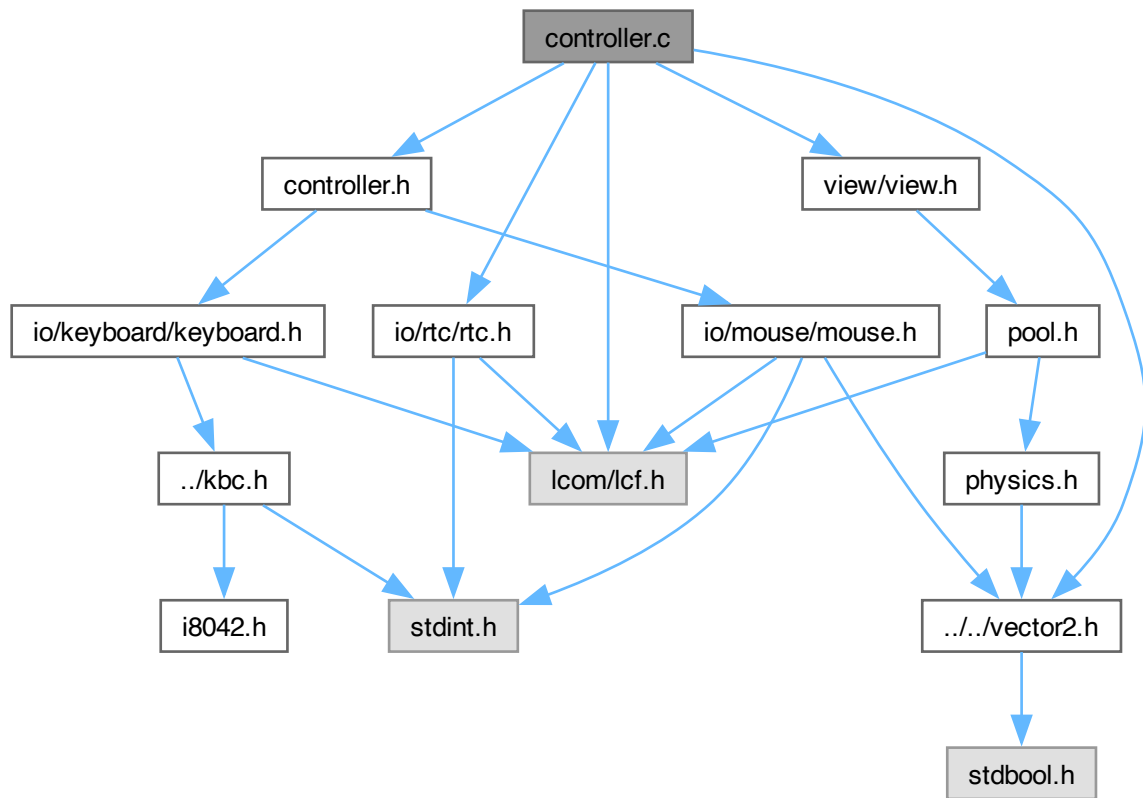 controller.c
controller.h
view/view.h
io/keyboard/keyboard.h
io/rtc/rtc.h
io/mouse/mouse.h
pool.h
../kbc.h
lcom/lcf.h
physics.h
i8042.h
stdint.h
../../vector2.h
stdbool.h